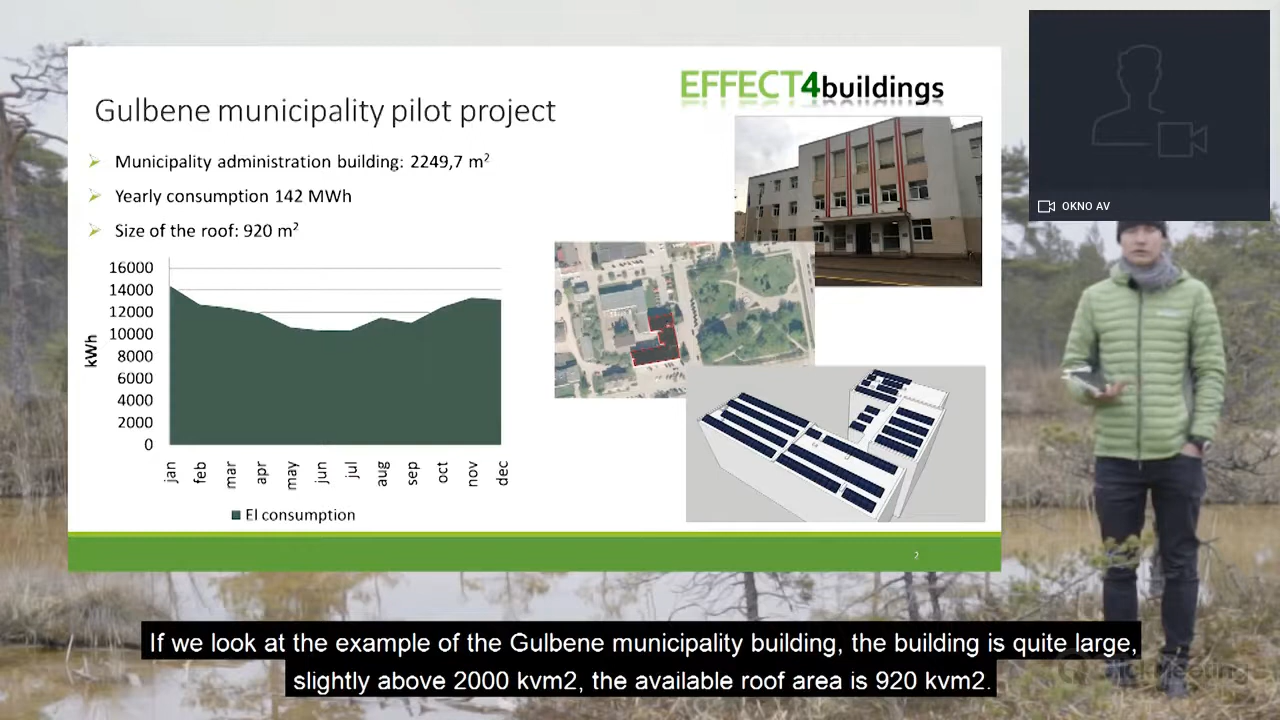 EFFECT4buildings
Gulbene municipality pilot project
Municipality administration building: 2249,7 m²
Yearly consumption 142 MWh
Size of the roof: 920 m²
16000
14000
12000
10000
8000
6000
4000
2000
0
kWh
jan
feb
mar
apr
may
jun
jul
aug
sep
oct
nov
dec
El consumption
2
OKNO AV
If we look at the example of the Gulbene municipality building, the building is quite large,
slightly above 2000 kvm2, the available roof area is 920 kvm2.